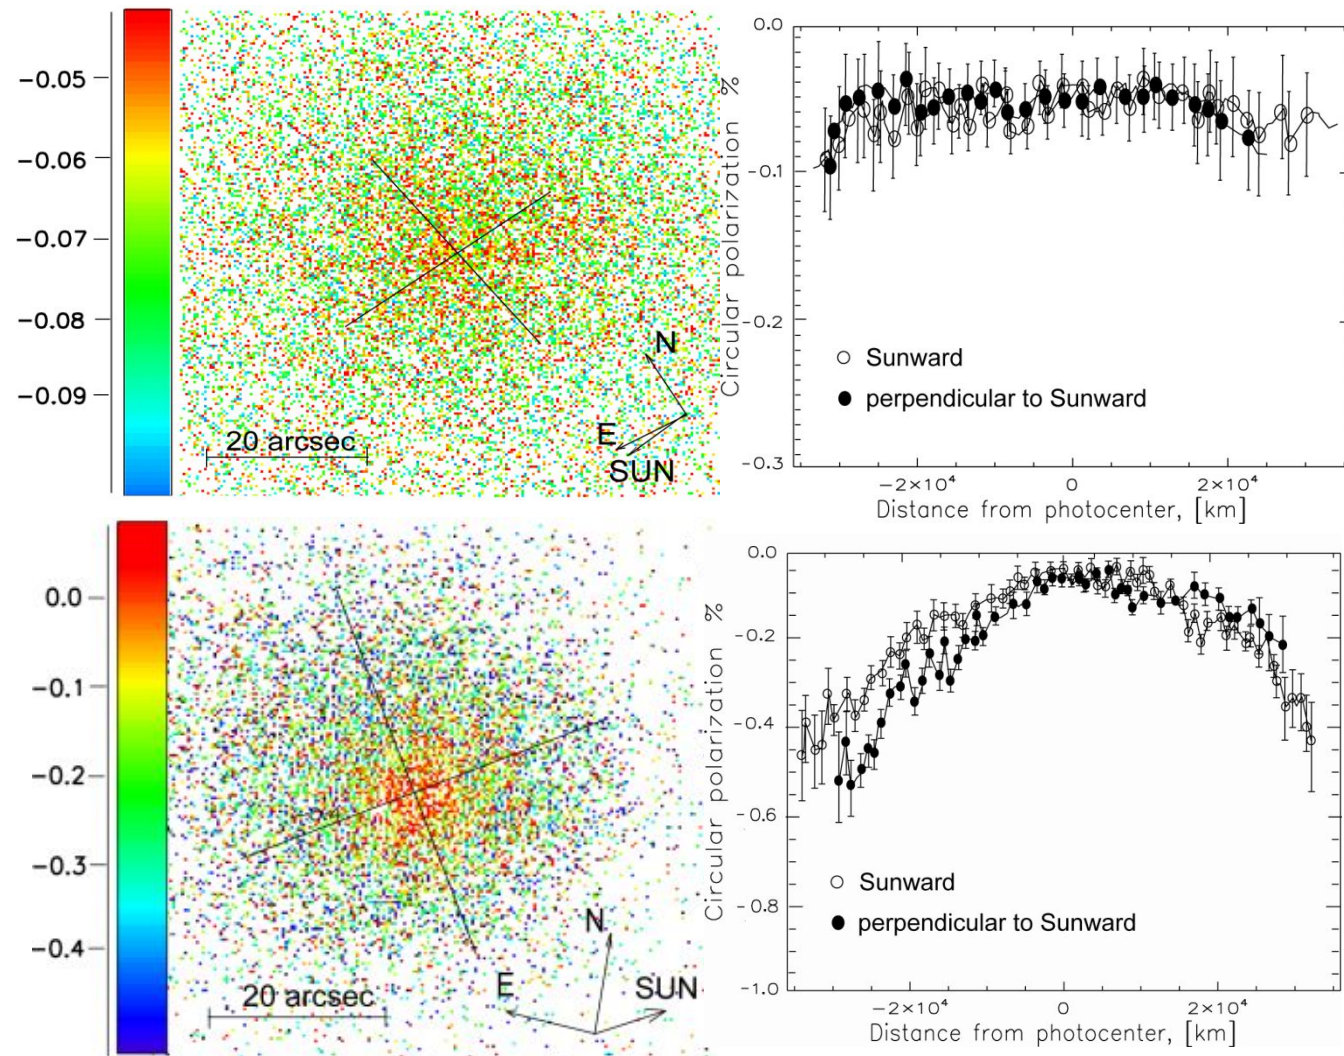 −0.05
−0.06
−0.07
−0.08
−0.09
20 arcsec
N
E
SUN
Circular polarization %
0.0
−0.1
−0.2
−0.3
Sunward
perpendicular to Sunward
−2×10⁴
0
2×10⁴
Distance from photocenter, [km]
0.0
−0.1
−0.2
−0.3
−0.4
20 arcsec
N
E
SUN
Circular polarization %
0.0
−0.2
−0.4
−0.6
−0.8
−1.0
Sunward
perpendicular to Sunward
−2×10⁴
0
2×10⁴
Distance from photocenter, [km]